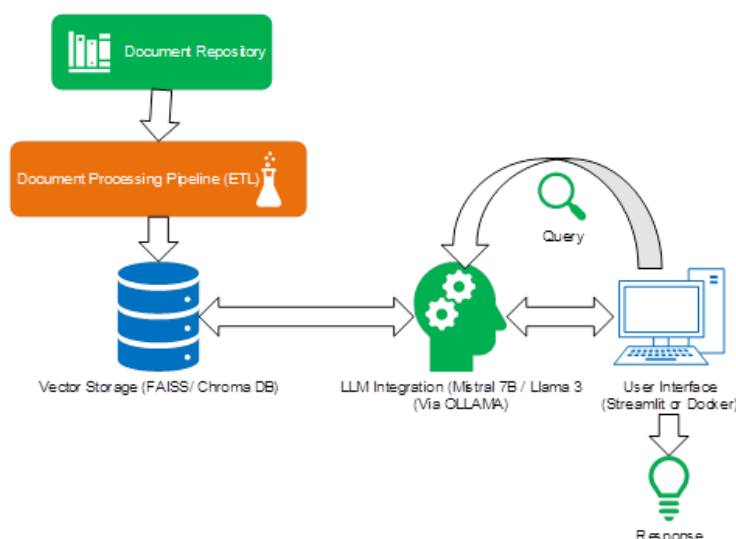 Document Repository
Document Processing Pipeline (ETL)
Query
Vector Storage (FAISS/ Chroma DB)
LLM Integration (Mistral 7B / Llama 3
(Via OLLAMA)
User Interface
(Streamlit or Docker)
Response